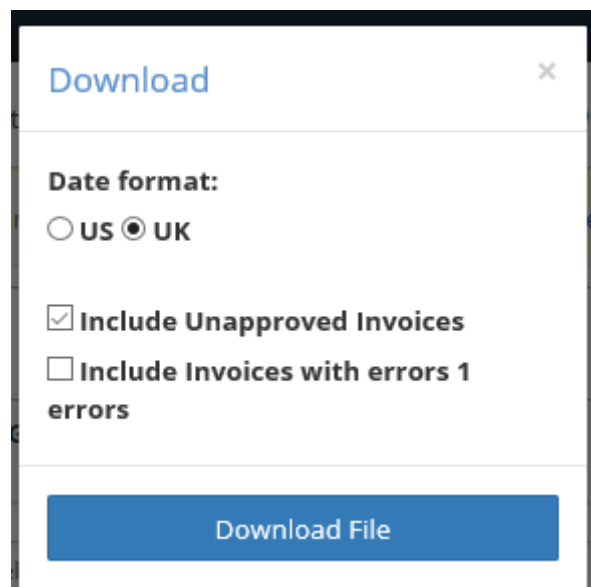 Download ×
Date format:
US UK
Include Unapproved Invoices
Include Invoices with errors 1
errors
Download File